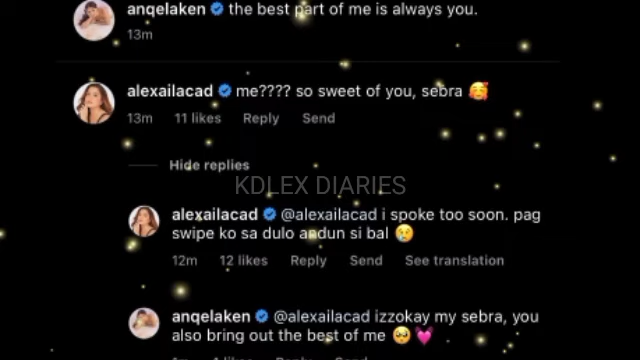 anqelaken the best part of me is always you.
13m
alexailacad me???? so sweet of you, sebra 🥰
13m 11 likes Reply Send
Hide replies
KDLEX DIARIES
alexailacad @alexailacad i spoke too soon. pag
swipe ko sa dulo andun si bal 😢
12m 12 likes Reply Send See translation
anqelaken @alexailacad izzokay my sebra, you
also bring out the best of me 🥺💓